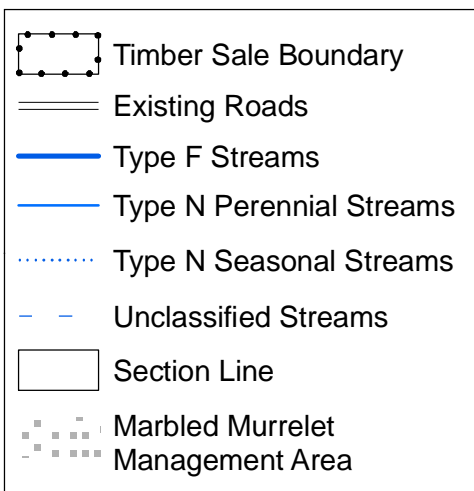 Timber Sale Boundary
Existing Roads
Type F Streams
Type N Perennial Streams
Type N Seasonal Streams
Unclassified Streams
Section Line
Marbled Murrelet
Management Area